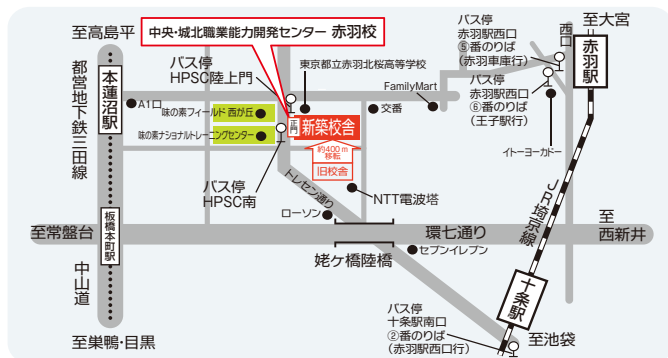 中央・城北職業能力開発センター 赤羽校
至高島平
都営地下鉄三田線
本蓮沼駅
A1口
バス停
HPSC陸上門
東京都立赤羽北桜高等学校
味の素フィールド 西が丘
味の素ナショナルトレーニングセンター
正門
新築校舎
約400m
移転
旧校舎
交番
FamilyMart
バス停
赤羽駅西口
⑤番のりば
(赤羽車庫行)
バス停
赤羽駅西口
⑥番のりば
(王子駅行)
西口
至大宮
赤羽駅
イトーヨーカドー
JR埼京線
バス停
HPSC南
トレセン通り
NTT電波塔
ローソン
至常盤台
板橋本町駅
環七通り
至
西新井
姥ケ橋陸橋
セブンイレブン
中山道
十条駅
バス停
十条駅南口
②番のりば
(赤羽駅西口行)
至池袋
至巣鴨・目黒